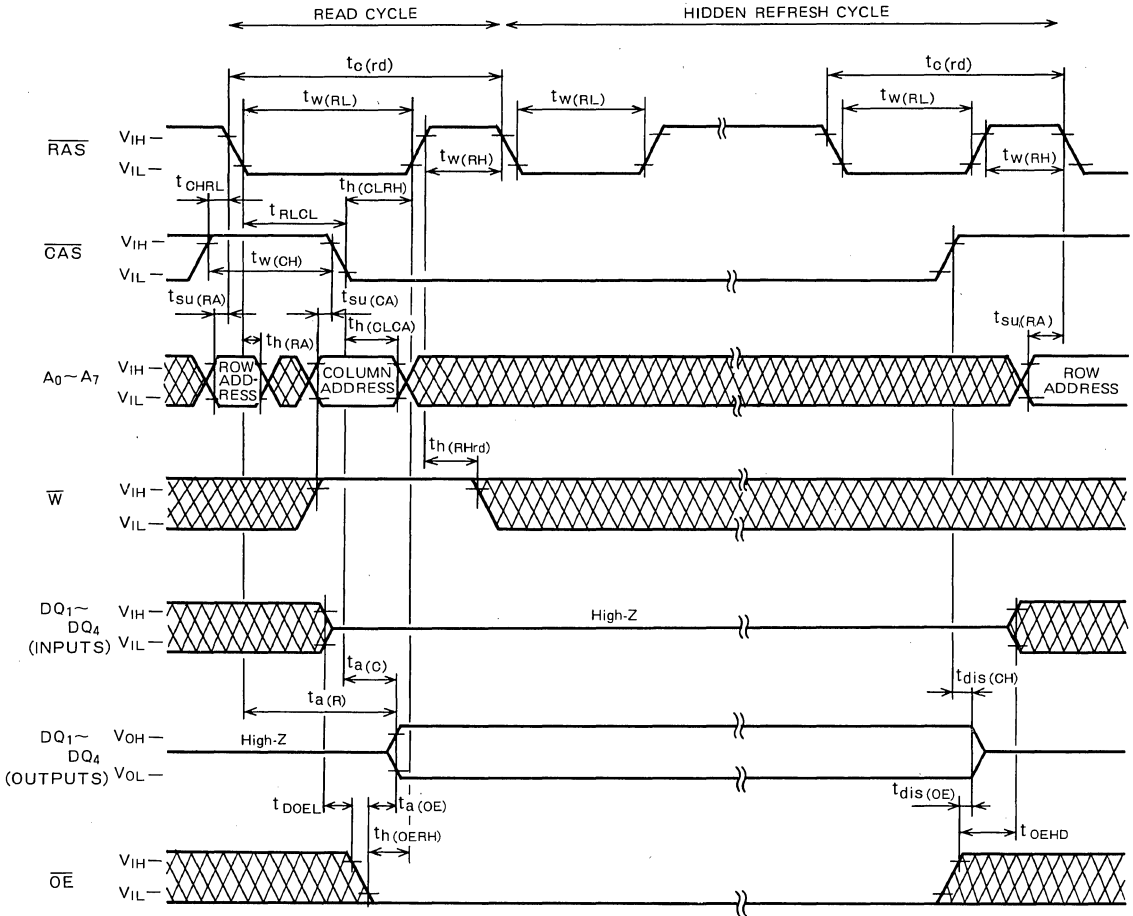 READ CYCLE
HIDDEN REFRESH CYCLE
tc(rd)
tc(rd)
tw(RL)
tw(RL)
tw(RL)
RAS
VIH
VIL
tw(RH)
tw(RH)
tCHRL
th(CLRH)
tRLCL
CAS
VIH
VIL
tw(CH)
tsu(RA)
tsu(CA)
th(RA)
th(CLCA)
tsu(RA)
A0~A7
VIH
VIL
ROW
ADD-
RESS
COLUMN
ADDRESS
ROW
ADDRESS
th(RHrd)
W
VIH
VIL
DQ1~
DQ4
(INPUTS)
VIH
VIL
High-Z
ta(C)
tdis(CH)
ta(R)
DQ1~
DQ4
(OUTPUTS)
VOH
VOL
High-Z
tDOEL
ta(OE)
tdis(OE)
th(OERH)
tOEHD
OE
VIH
VIL